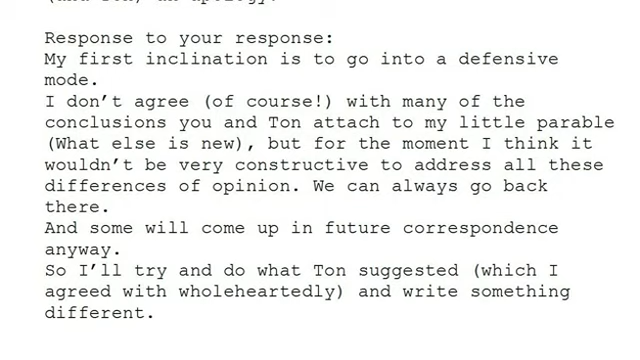 an apology.
Response to your response:
My first inclination is to go into a defensive
mode.
I don’t agree (of course!) with many of the
conclusions you and Ton attach to my little parable
(What else is new), but for the moment I think it
wouldn’t be very constructive to address all these
differences of opinion. We can always go back
there.
And some will come up in future correspondence
anyway.
So I’ll try and do what Ton suggested (which I
agreed with wholeheartedly) and write something
different.